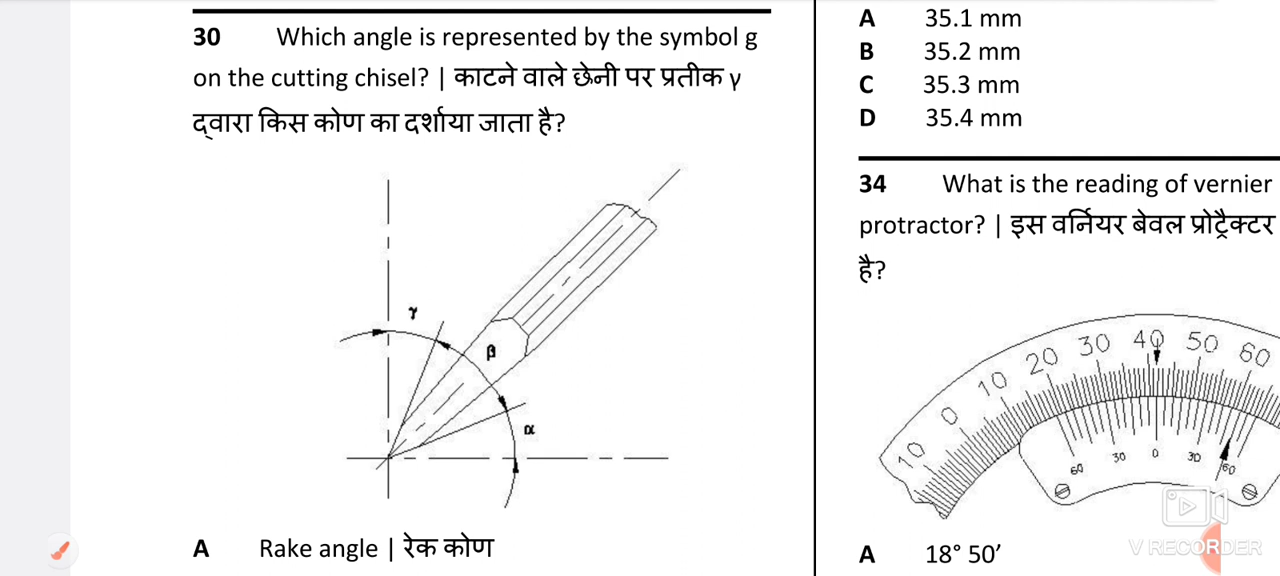 30 Which angle is represented by the symbol g
on the cutting chisel? | काटने वाले छेनी पर प्रतीक γ
द्वारा किस कोण का दर्शाया जाता है?
γ
β
α
A Rake angle | रेक कोण
A 35.1 mm
B 35.2 mm
C 35.3 mm
D 35.4 mm
34 What is the reading of vernier
protractor? | इस वर्नियर बेवल प्रोट्रैक्टर
है?
10 0 10 20 30 40 50 60
60 30 0 30 60
A 18° 50′
V RECORDER